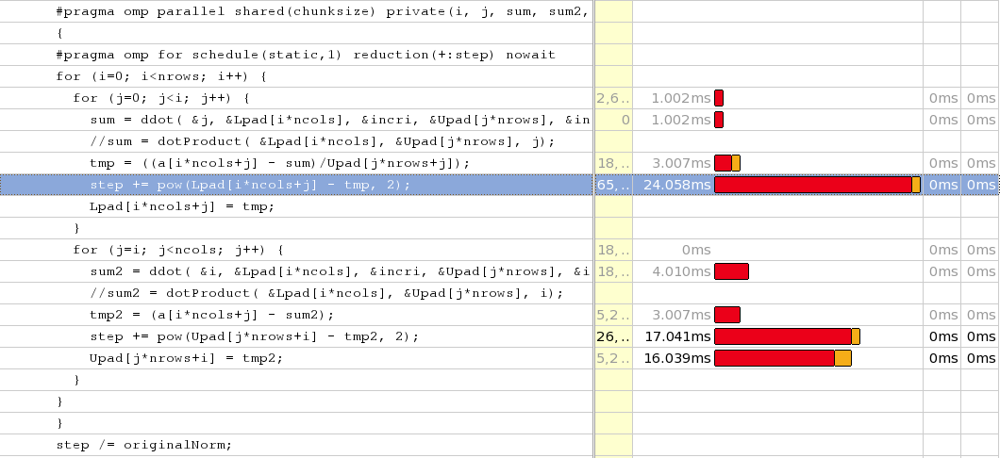 #pragma omp parallel shared(chunksize) private(i, j, sum, sum2,
{
#pragma omp for schedule(static,1) reduction(+:step) nowait
for (i=0; i<nrows; i++) {
for (j=0; j<i; j++) { 2,6.. 1.002ms 0ms 0ms
sum = ddot( &j, &Lpad[i*ncols], &incri, &Upad[j*nrows], &in 0 1.002ms 0ms 0ms
//sum = dotProduct( &Lpad[i*ncols], &Upad[j*nrows], j);
tmp = ((a[i*ncols+j] - sum)/Upad[j*nrows+j]); 18,.. 3.007ms 0ms 0ms
step += pow(Lpad[i*ncols+j] - tmp, 2); 65,.. 24.058ms 0ms 0ms
Lpad[i*ncols+j] = tmp;
}
for (j=i; j<ncols; j++) { 18,.. 0ms 0ms 0ms
sum2 = ddot( &i, &Lpad[i*ncols], &incri, &Upad[j*nrows], &i 18,.. 4.010ms 0ms 0ms
//sum2 = dotProduct( &Lpad[i*ncols], &Upad[j*nrows], i);
tmp2 = (a[i*ncols+j] - sum2); 5,2.. 3.007ms 0ms 0ms
step += pow(Upad[j*nrows+i] - tmp2, 2); 26,.. 17.041ms 0ms 0ms
Upad[j*nrows+i] = tmp2; 5,2.. 16.039ms 0ms 0ms
}
}
}
step /= originalNorm;